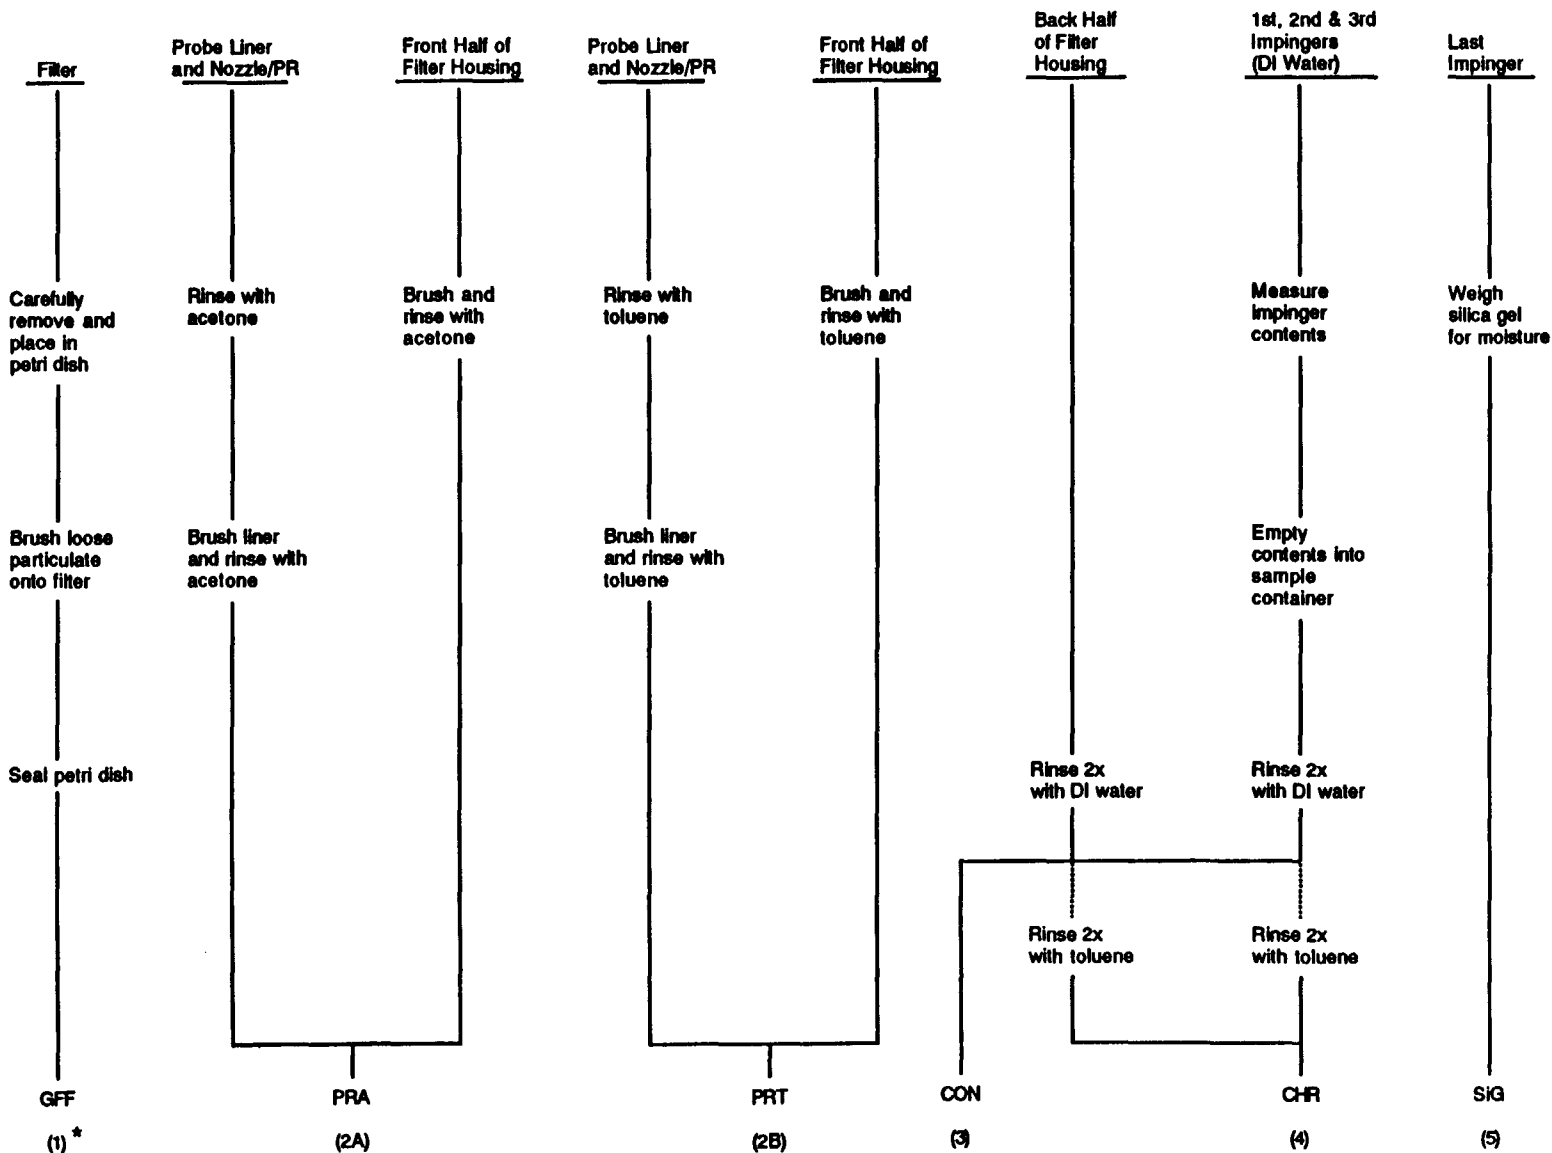 Filter
Probe Liner
and Nozzle/PR
Front Half of
Filter Housing
Probe Liner
and Nozzle/PR
Front Half of
Filter Housing
Back Half
of Filter
Housing
1st, 2nd & 3rd
Impingers
(DI Water)
Last
Impinger
Carefully
remove and
place in
petri dish
Rinse with
acetone
Brush and
rinse with
acetone
Rinse with
toluene
Brush and
rinse with
toluene
Measure
impinger
contents
Weigh
silica gel
for moisture
Brush loose
particulate
onto filter
Brush liner
and rinse with
acetone
Brush liner
and rinse with
toluene
Empty
contents into
sample
container
Seal petri dish
Rinse 2x
with DI water
Rinse 2x
with DI water
Rinse 2x
with toluene
Rinse 2x
with toluene
GFF
PRA
PRT
CON
CHR
SiG
(1) *
(2A)
(2B)
(3)
(4)
(5)